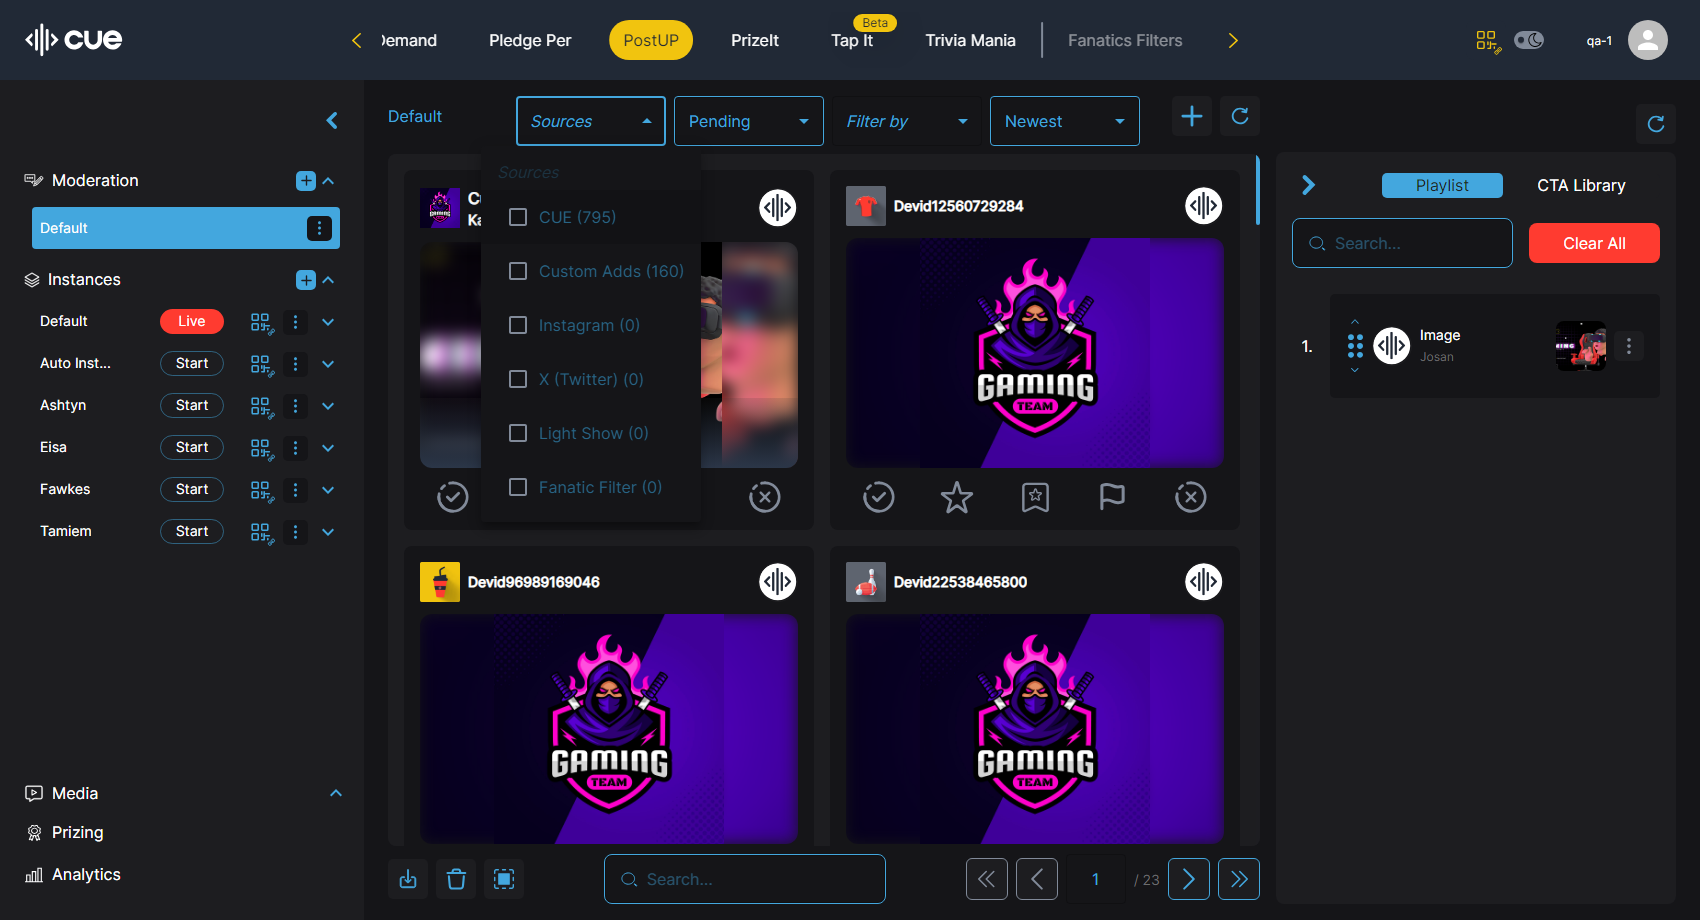 cue
Demand
Pledge Per
PostUP
PrizeIt
Beta
Tap It
Trivia Mania
Fanatics Filters
qa-1
Moderation
Default
Instances
Default
Live
Auto Inst...
Start
Ashtyn
Start
Eisa
Start
Fawkes
Start
Tamiem
Start
Media
Prizing
Analytics
Default
Sources
Pending
Filter by
Newest
Sources
CUE (795)
Custom Adds (160)
Instagram (0)
X (Twitter) (0)
Light Show (0)
Fanatic Filter (0)
Devid12560729284
GAMING
TEAM
Devid96989169046
GAMING
TEAM
Devid22538465800
GAMING
TEAM
Search...
1
/ 23
Playlist
CTA Library
Search...
Clear All
1.
Image
Josan